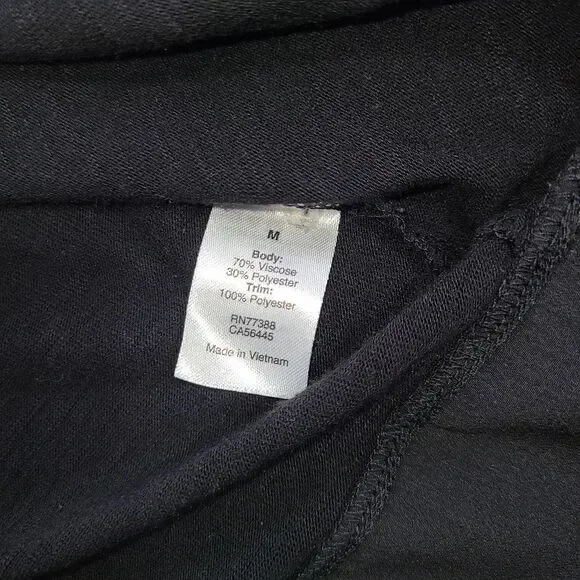 M
Body:
70% Viscose
30% Polyester
Trim:
100% Polyester
RN77388
CA56445
Made in Vietnam